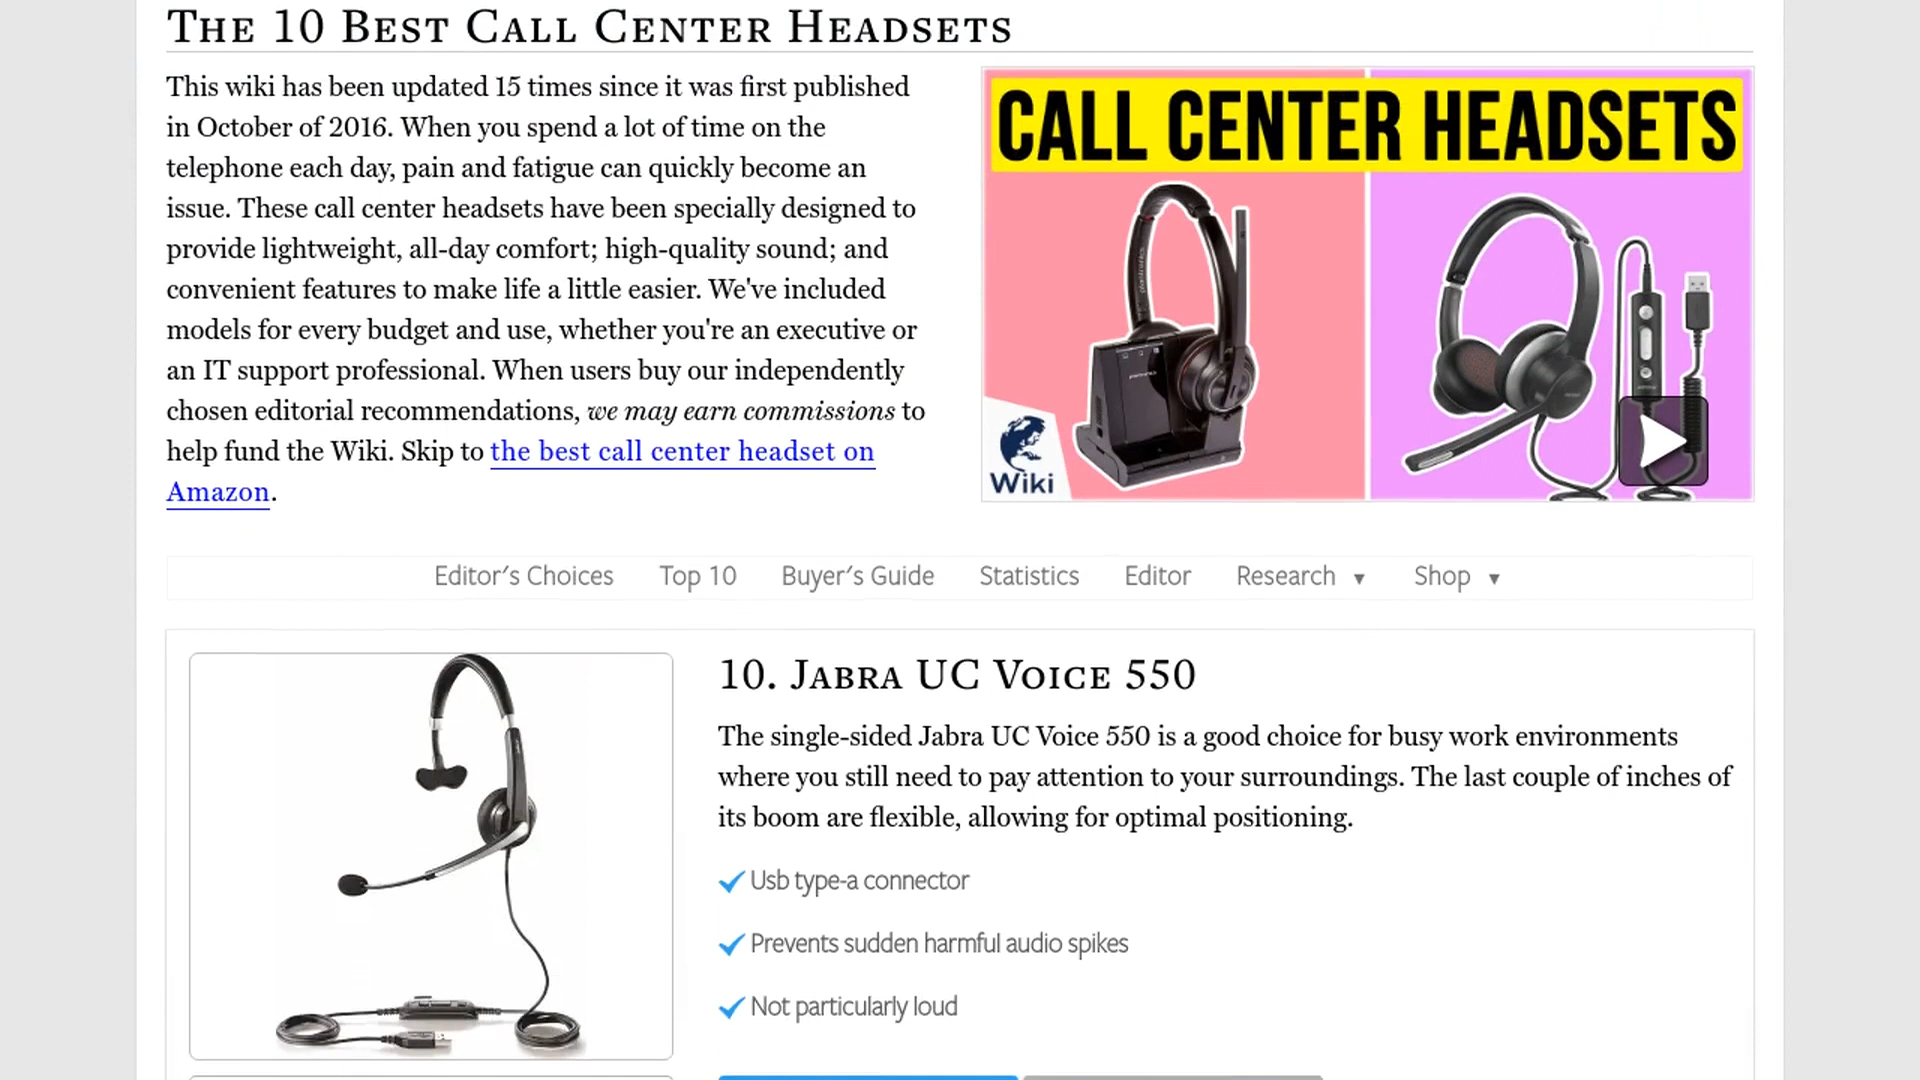 The 10 Best Call Center Headsets
This wiki has been updated 15 times since it was first published
in October of 2016. When you spend a lot of time on the
telephone each day, pain and fatigue can quickly become an
issue. These call center headsets have been specially designed to
provide lightweight, all-day comfort; high-quality sound; and
convenient features to make life a little easier. We've included
models for every budget and use, whether you're an executive or
an IT support professional. When users buy our independently
chosen editorial recommendations, we may earn commissions to
help fund the Wiki. Skip to the best call center headset on
Amazon.
CALL CENTER HEADSETS
Wiki
Editor's Choices Top 10 Buyer's Guide Statistics Editor Research ▼ Shop ▼
10. Jabra UC Voice 550
The single-sided Jabra UC Voice 550 is a good choice for busy work environments
where you still need to pay attention to your surroundings. The last couple of inches of
its boom are flexible, allowing for optimal positioning.
Usb type-a connector
Prevents sudden harmful audio spikes
Not particularly loud